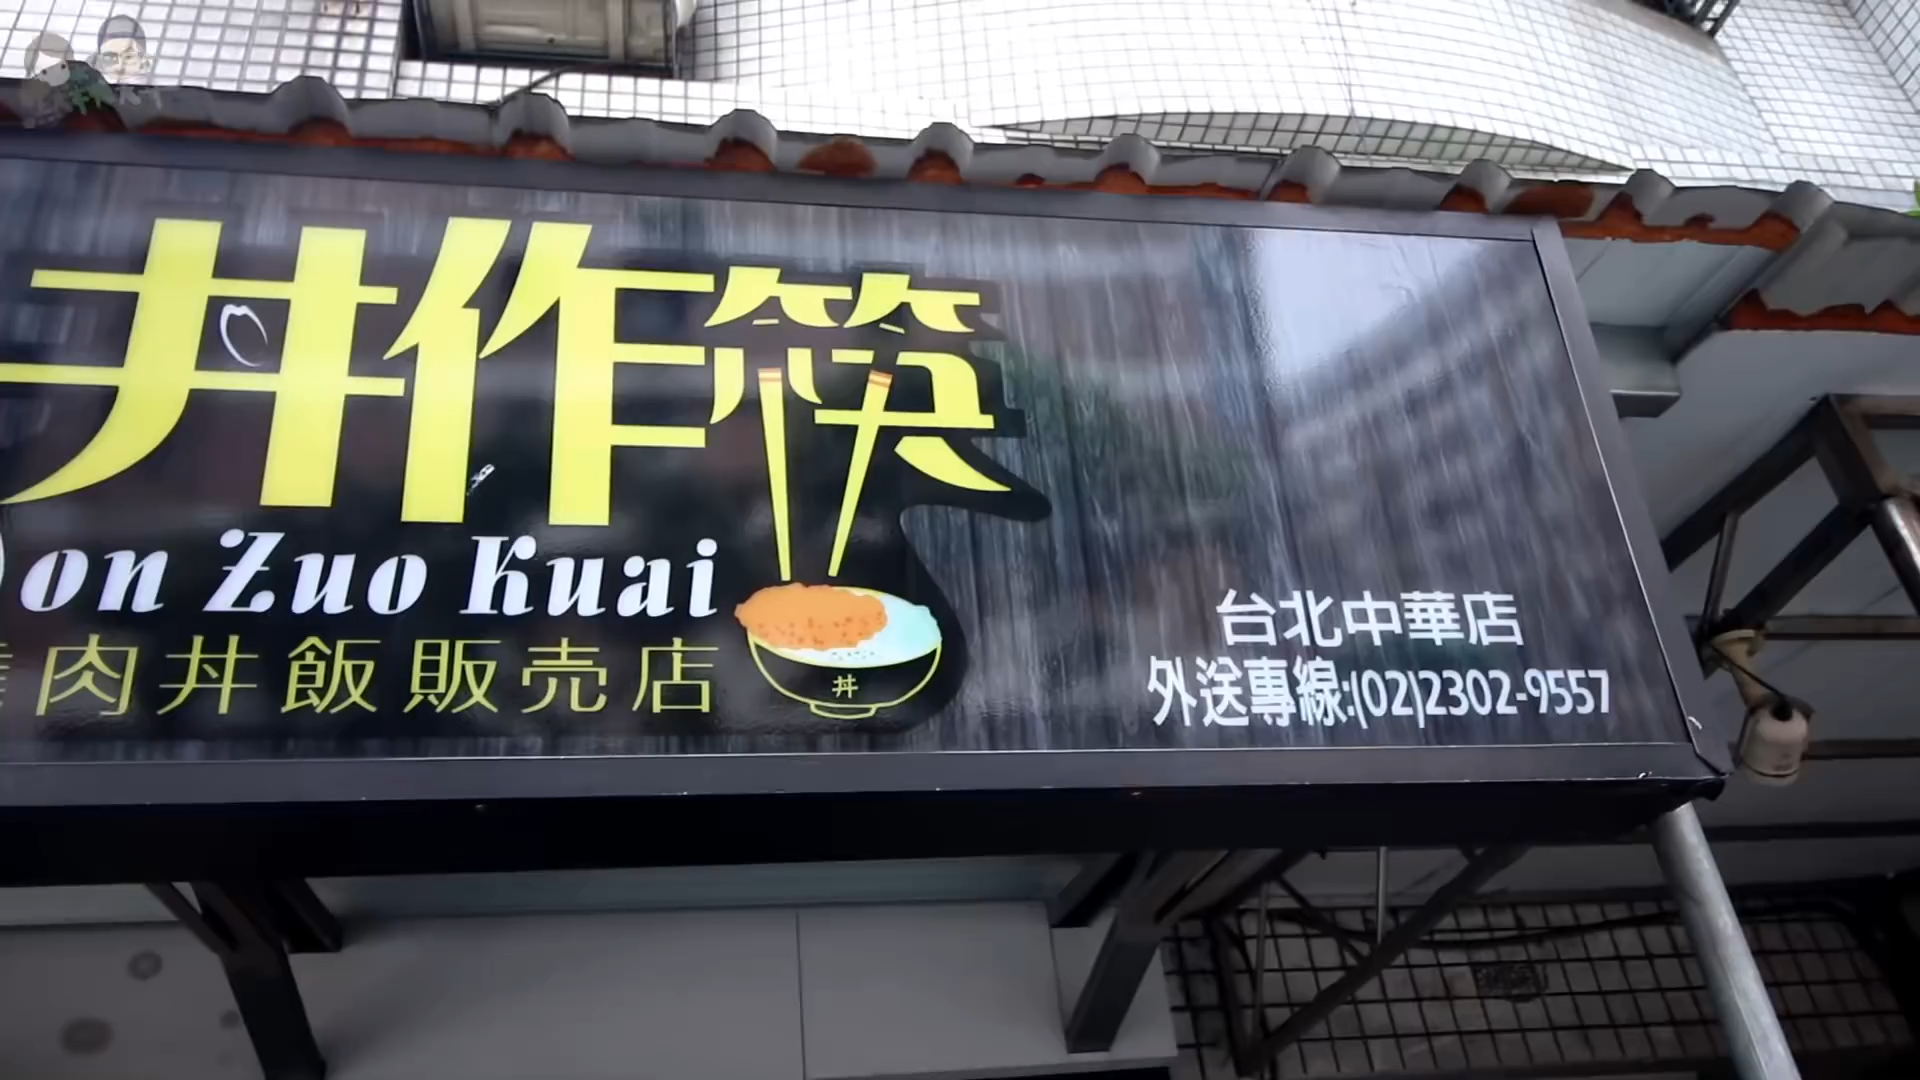 丼作筷
on Zuo Kuai
肉丼飯販売店
丼
台北中華店
外送專線:(02)2302-9557